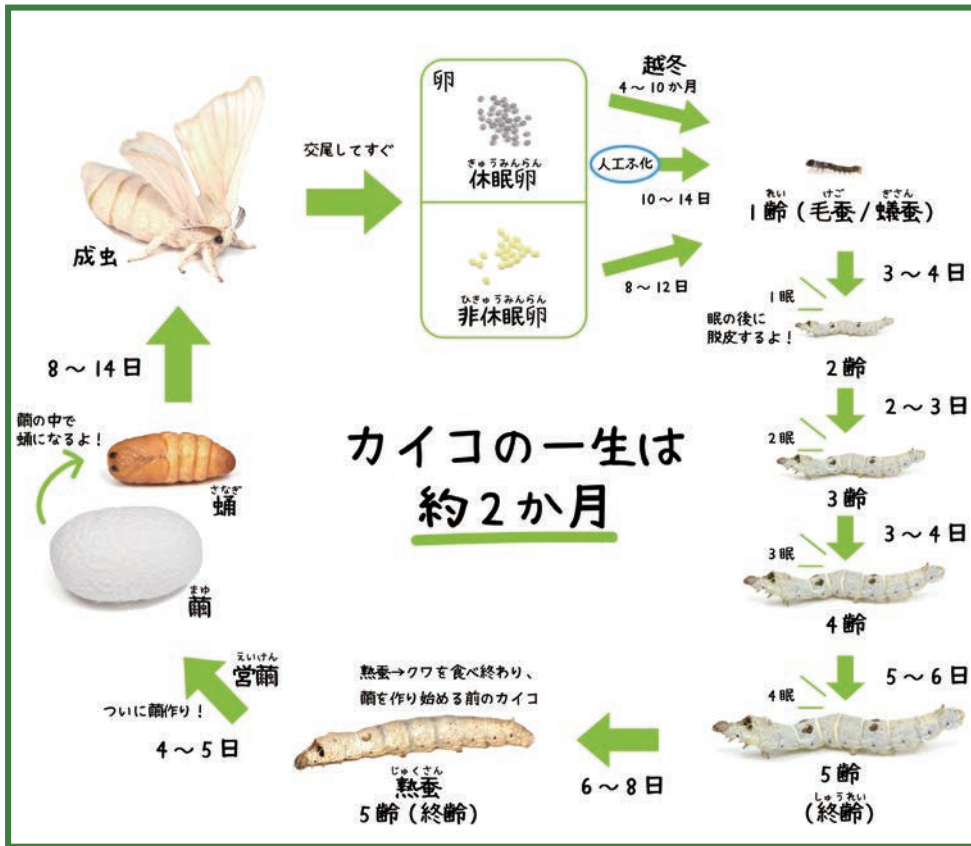 卵
越冬
4～10か月
交尾してすぐ
きゅうみんらん
休眠卵
人工ふ化
10～14日
ひきゅうみんらん
非休眠卵
8～12日
れい けご ぎさん
1齢（毛蚕/蟻蚕）
3～4日
1眠
眠の後に
脱皮するよ！
2齢
2～3日
2眠
3齢
3～4日
3眠
4齢
5～6日
4眠
5齢
しゅうれい
（終齢）
6～8日
熟蚕→クワを食べ終わり、
繭を作り始める前のカイコ
じゅくさん
熟蚕
5齢（終齢）
えいけん
営繭
ついに繭作り！
4～5日
まゆ
繭
繭の中で
蛹になるよ！
さなぎ
蛹
8～14日
成虫
カイコの一生は
約2か月